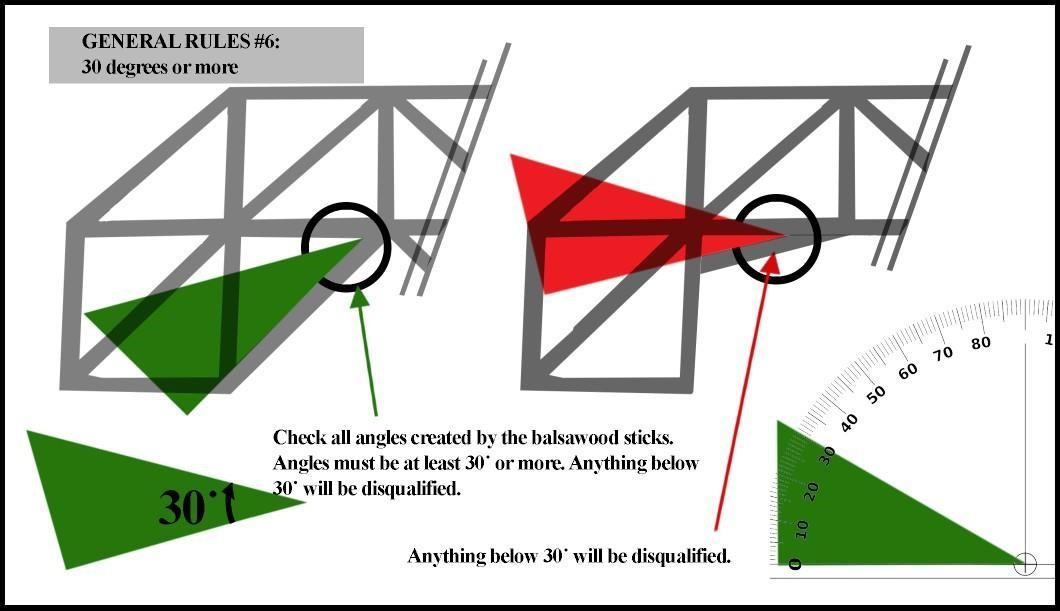 GENERAL RULES #6:
30 degrees or more
Check all angles created by the balsawood sticks.
Angles must be at least 30˚ or more. Anything below
30˚ will be disqualified.
30˚
Anything below 30˚ will be disqualified.
0
10
20
30
40
50
60
70
80
1